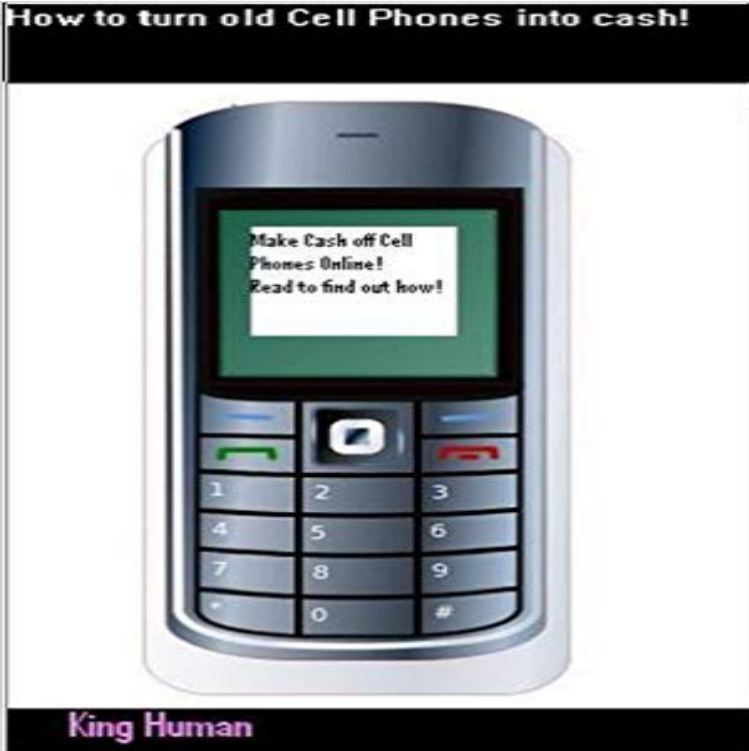 How to turn old Cell Phones into cash!
Make Cash off Cell
Phones Online!
Read to find out how!
1 2 3
4 5 6
7 8 9
* 0 #
King Human